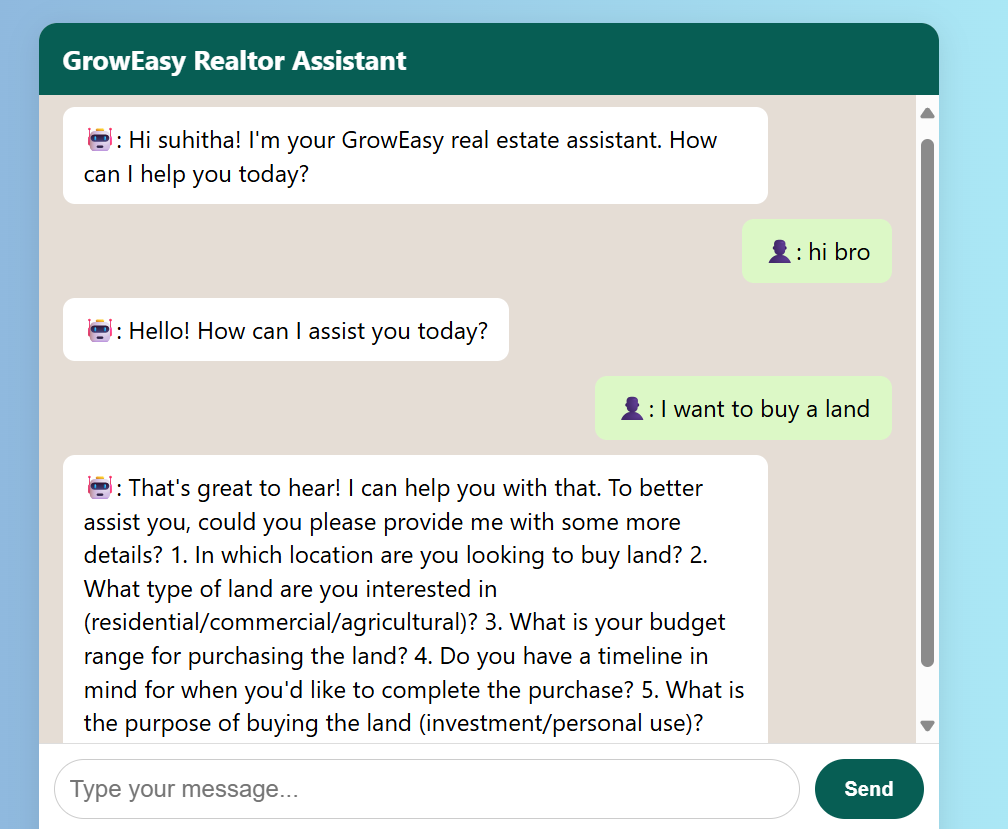 GrowEasy Realtor Assistant
🤖: Hi suhitha! I'm your GrowEasy real estate assistant. How
can I help you today?
👤: hi bro
🤖: Hello! How can I assist you today?
👤: I want to buy a land
🤖: That's great to hear! I can help you with that. To better
assist you, could you please provide me with some more
details? 1. In which location are you looking to buy land? 2.
What type of land are you interested in
(residential/commercial/agricultural)? 3. What is your budget
range for purchasing the land? 4. Do you have a timeline in
mind for when you'd like to complete the purchase? 5. What is
the purpose of buying the land (investment/personal use)?
Type your message...
Send